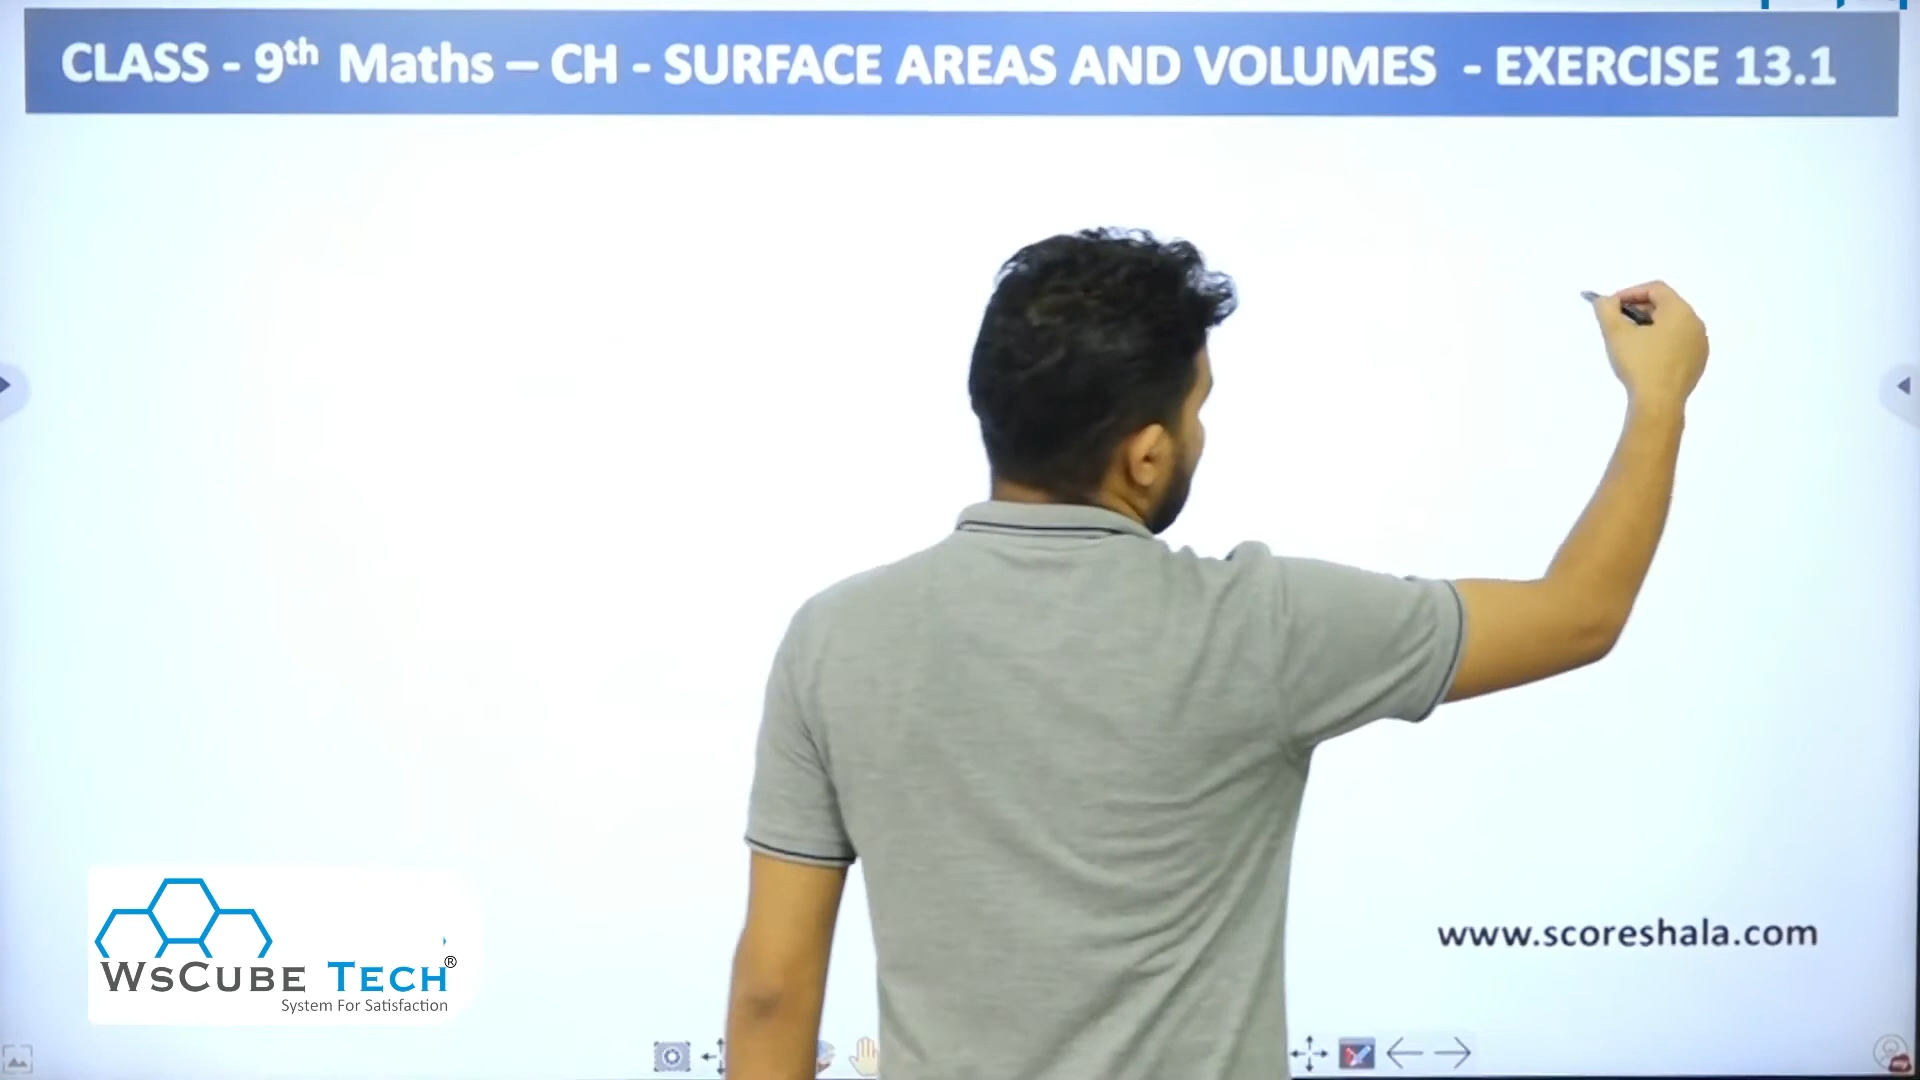 CLASS - 9th Maths – CH - SURFACE AREAS AND VOLUMES - EXERCISE 13.1
www.scoreshala.com
WSCUBE TECH®
System For Satisfaction